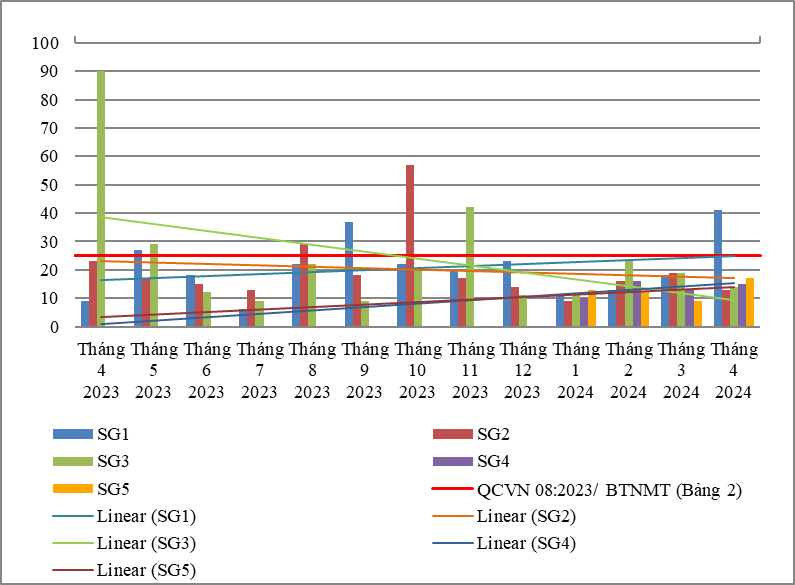 100
90
80
70
60
50
40
30
20
10
0
Tháng Tháng Tháng Tháng Tháng Tháng Tháng Tháng Tháng Tháng Tháng Tháng Tháng
4 5 6 7 8 9 10 11 12 1 2 3 4
2023 2023 2023 2023 2023 2023 2023 2023 2023 2024 2024 2024 2024
SG1 SG2
SG3 SG4
SG5 QCVN 08:2023/ BTNMT (Bảng 2)
Linear (SG1) Linear (SG2)
Linear (SG3) Linear (SG4)
Linear (SG5)